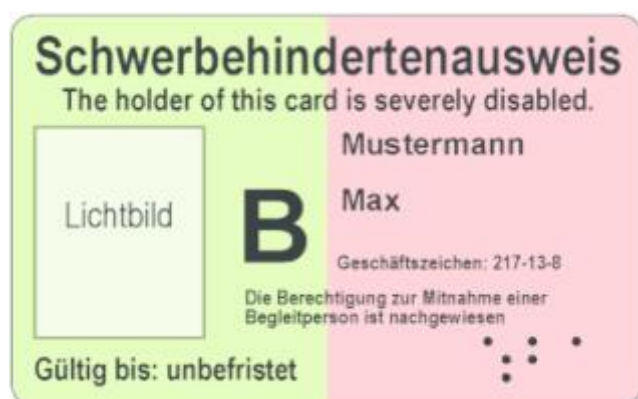 Schwerbehindertenausweis
The holder of this card is severely disabled.
Mustermann
Lichtbild
B
Max
Geschäftszeichen: 217-13-8
Die Berechtigung zur Mitnahme einer
Begleitperson ist nachgewiesen
Gültig bis: unbefristet